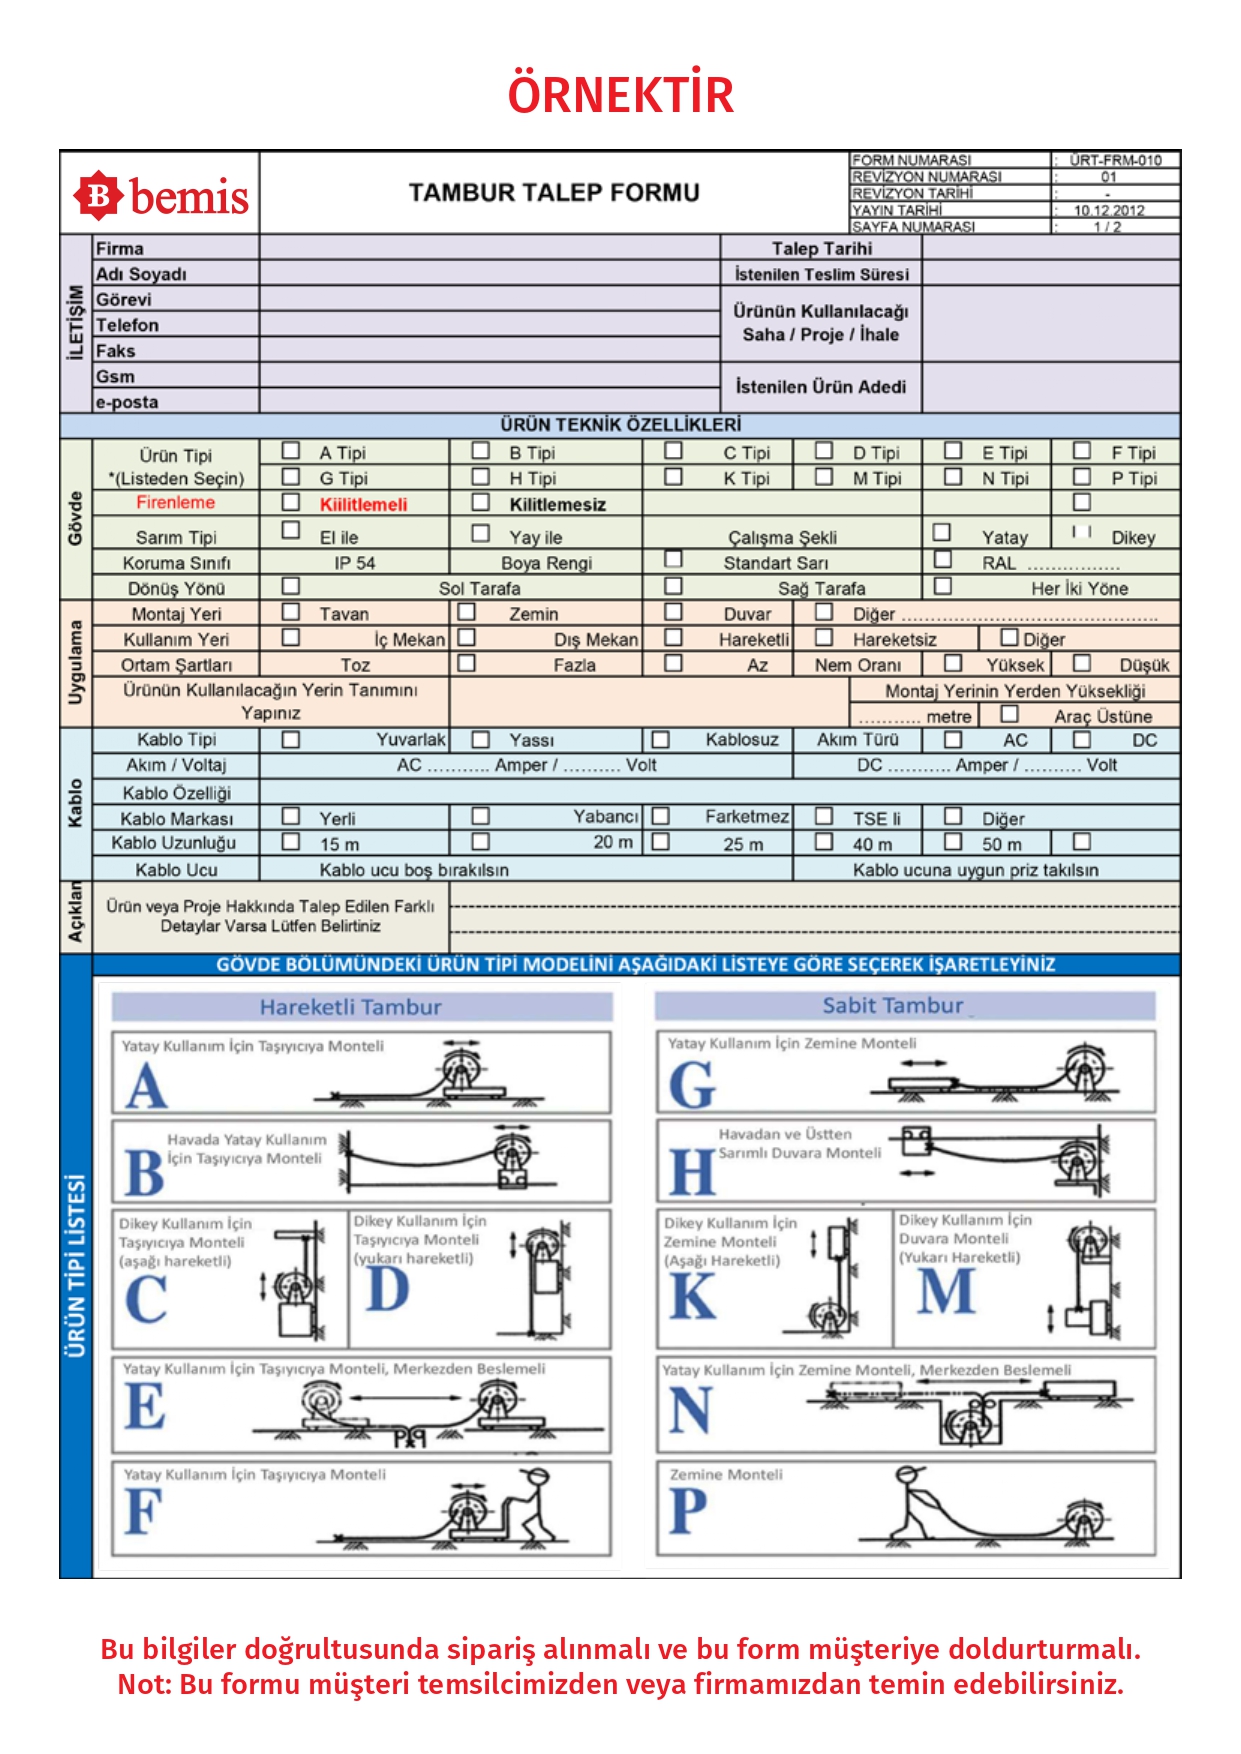 ÖRNEKTİR
B bemis
TAMBUR TALEP FORMU
FORM NUMARASI : ÜRT-FRM-010
REVİZYON NUMARASI : 01
REVİZYON TARİHİ : -
YAYIN TARİHİ : 10.12.2012
SAYFA NUMARASI : 1 / 2
İLETİŞİM
Firma
Talep Tarihi
Adı Soyadı
İstenilen Teslim Süresi
Görevi
Ürünün Kullanılacağı
Saha / Proje / İhale
Telefon
Faks
Gsm
İstenilen Ürün Adedi
e-posta
ÜRÜN TEKNİK ÖZELLİKLERİ
Gövde
Ürün Tipi
*(Listeden Seçin)
A Tipi B Tipi C Tipi D Tipi E Tipi F Tipi
G Tipi H Tipi K Tipi M Tipi N Tipi P Tipi
Firenleme Kiilitlemeli Kilitlemesiz
Sarım Tipi El ile Yay ile Çalışma Şekli Yatay Dikey
Koruma Sınıfı IP 54 Boya Rengi Standart Sarı RAL ................
Dönüş Yönü Sol Tarafa Sağ Tarafa Her İki Yöne
Uygulama
Montaj Yeri Tavan Zemin Duvar Diğer ............................................
Kullanım Yeri İç Mekan Dış Mekan Hareketli Hareketsiz Diğer
Ortam Şartları Toz Fazla Az Nem Oranı Yüksek Düşük
Ürünün Kullanılacağın Yerin Tanımını
Yapınız
Montaj Yerinin Yerden Yüksekliği
........... metre Araç Üstüne
Kablo
Kablo Tipi Yuvarlak Yassı Kablosuz Akım Türü AC DC
Akım / Voltaj AC ........... Amper / .......... Volt DC ........... Amper / .......... Volt
Kablo Özelliği
Kablo Markası Yerli Yabancı Farketmez TSE li Diğer
Kablo Uzunluğu 15 m 20 m 25 m 40 m 50 m
Kablo Ucu Kablo ucu boş bırakılsın Kablo ucuna uygun priz takılsın
Açıklan
Ürün veya Proje Hakkında Talep Edilen Farklı
Detaylar Varsa Lütfen Belirtiniz
GÖVDE BÖLÜMÜNDEKİ ÜRÜN TİPİ MODELİNİ AŞAĞIDAKİ LİSTEYE GÖRE SEÇEREK İŞARETLEYİNİZ
ÜRÜN TİPİ LİSTESİ
Hareketli Tambur
Yatay Kullanım İçin Taşıyıcıya Monteli
A
Havada Yatay Kullanım
İçin Taşıyıcıya Monteli
B
Dikey Kullanım İçin
Taşıyıcıya Monteli
(aşağı hareketli)
C
Dikey Kullanım İçin
Taşıyıcıya Monteli
(yukarı hareketli)
D
Yatay Kullanım İçin Taşıyıcıya Monteli, Merkezden Beslemeli
E
Yatay Kullanım İçin Taşıyıcıya Monteli
F
Sabit Tambur
Yatay Kullanım İçin Zemine Monteli
G
Havadan ve Üstten
Sarımlı Duvara Monteli
H
Dikey Kullanım İçin
Zemine Monteli
(Aşağı Hareketli)
K
Dikey Kullanım İçin
Duvara Monteli
(Yukarı Hareketli)
M
Yatay Kullanım İçin Zemine Monteli, Merkezden Beslemeli
N
Zemine Monteli
P
Bu bilgiler doğrultusunda sipariş alınmalı ve bu form müşteriye doldurturmalı.
Not: Bu formu müşteri temsilcimizden veya firmamızdan temin edebilirsiniz.